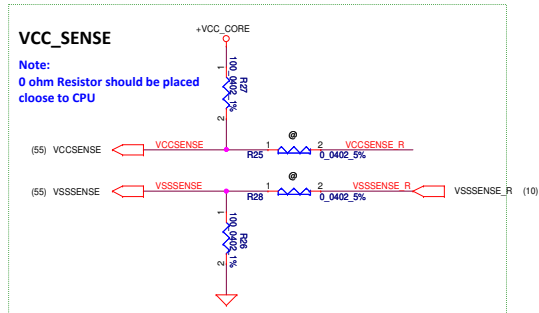 VCC_SENSE
+VCC_CORE
Note:
0 ohm Resistor should be placed
cloose to CPU
1
100_0402_1%
R27
2
@
(55) VCCSENSE
VCCSENSE
R25
1
2
VCCSENSE_R
0_0402_5%
@
(55) VSSSENSE
VSSSENSE
R28
1
2
VSSSENSE_R
0_0402_5%
VSSSENSE_R (10)
1
100_0402_1%
R26
2